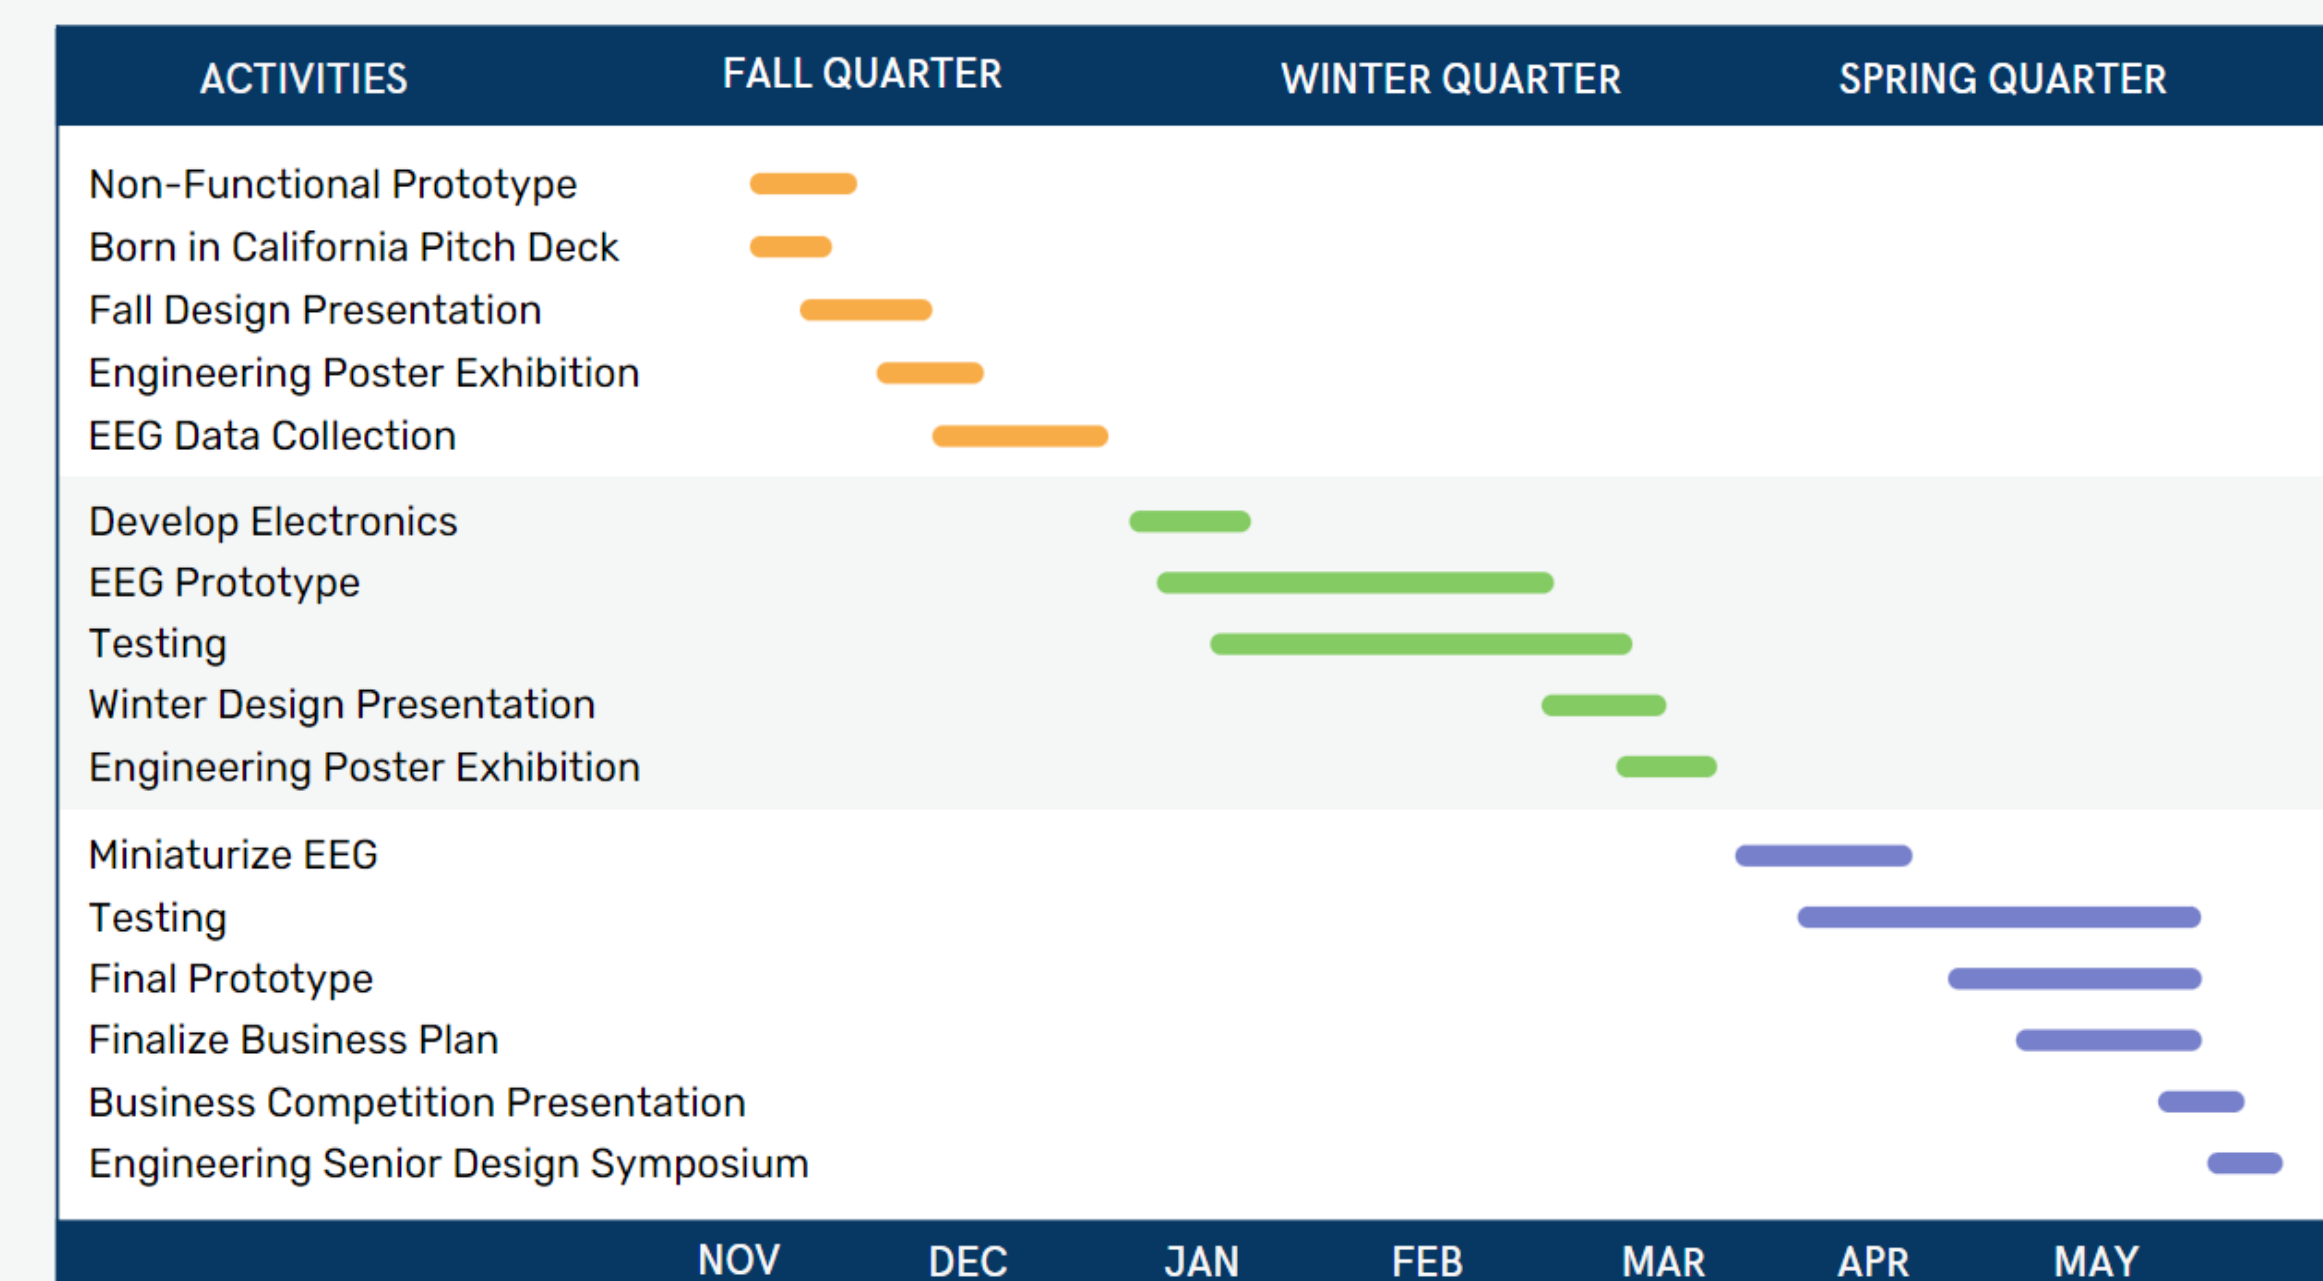 ACTIVITIES FALL QUARTER WINTER QUARTER SPRING QUARTER
Non-Functional Prototype
Born in California Pitch Deck
Fall Design Presentation
Engineering Poster Exhibition
EEG Data Collection
Develop Electronics
EEG Prototype
Testing
Winter Design Presentation
Engineering Poster Exhibition
Miniaturize EEG
Testing
Final Prototype
Finalize Business Plan
Business Competition Presentation
Engineering Senior Design Symposium
NOV DEC JAN FEB MAR APR MAY